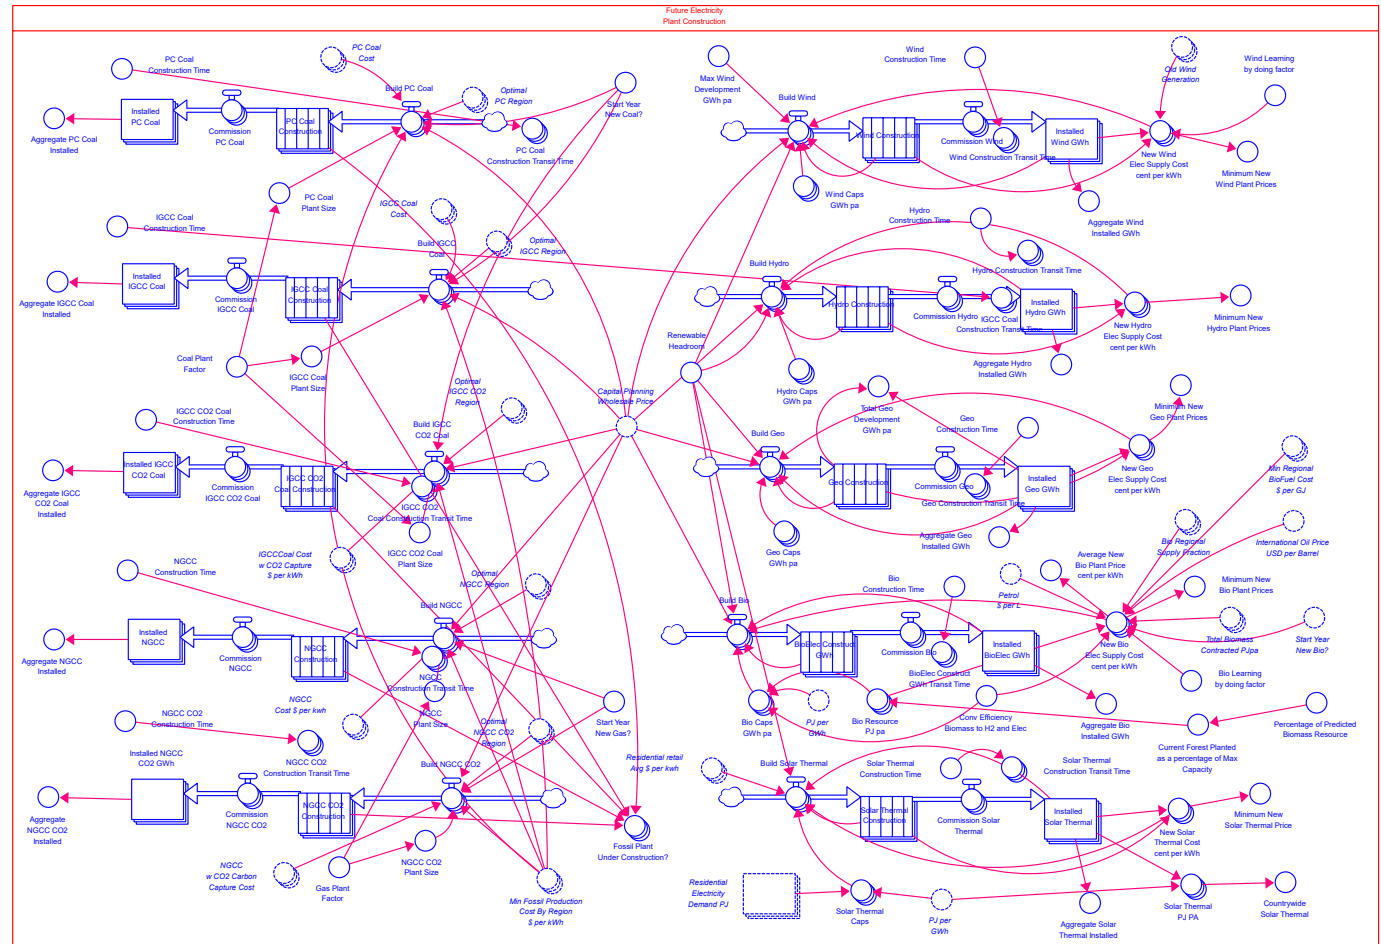 Future Electricity
Plant Construction
PC Coal
Construction Time
PC Coal
Cost
Build PC Coal
Optimal
PC Region
Start Year
New Coal?
Installed
PC Coal
Commission
PC Coal
PC Coal
Construction
Aggregate PC Coal
Installed
PC Coal
Construction Transit Time
PC Coal
Plant Size
IGCC Coal
Construction Time
IGCC Coal
Cost
Build IGCC
Coal
Optimal
IGCC Region
Installed
IGCC Coal
Commission
IGCC Coal
IGCC Coal
Construction
Aggregate IGCC Coal
Installed
Coal Plant
Factor
IGCC Coal
Plant Size
Optimal
IGCC CO2
Region
Capital Planning
Wholesale Price
IGCC CO2 Coal
Construction Time
Build IGCC
CO2 Coal
Installed IGCC
CO2 Coal
Commission
IGCC CO2 Coal
IGCC CO2
Coal Construction
Aggregate IGCC
CO2 Coal
Installed
IGCC CO2
Coal Construction Transit Time
IGCC CO2 Coal
Plant Size
IGCCCoal Cost
w CO2 Capture
$ per kWh
NGCC
Construction Time
Optimal
NGCC Region
Build NGCC
Installed
NGCC
Commission
NGCC
NGCC
Construction
Aggregate NGCC
Installed
NGCC
Construction Transit Time
NGCC
Plant Size
NGCC
Cost $ per kwh
Start Year
New Gas?
NGCC CO2
Construction Time
Optimal
NGCC CO2
Region
NGCC CO2
Construction Transit Time
Build NGCC CO2
Residential retail
Avg $ per kwh
Installed NGCC
CO2 GWh
Commission
NGCC CO2
NGCC CO2
Construction
Aggregate
NGCC CO2
Installed
NGCC
w CO2 Carbon
Capture Cost
Gas Plant
Factor
NGCC CO2
Plant Size
Min Fossil Production
Cost By Region
$ per kWh
Fossil Plant
Under Construction?
Max Wind
Development
GWh pa
Wind
Construction Time
Build Wind
Old Wind
Generation
Wind Learning
by doing factor
Wind Construction
Commission Wind
Wind Construction Transit Time
Installed
Wind GWh
New Wind
Elec Supply Cost
cent per kWh
Minimum New
Wind Plant Prices
Wind Caps
GWh pa
Aggregate Wind
Installed GWh
Hydro
Construction Time
Build Hydro
Hydro Construction Transit Time
Hydro Construction
Commission Hydro
IGCC Coal
Construction Transit Time
Installed
Hydro GWh
New Hydro
Elec Supply Cost
cent per kWh
Minimum New
Hydro Plant Prices
Renewable
Headroom
Hydro Caps
GWh pa
Aggregate Hydro
Installed GWh
Total Geo
Development
GWh pa
Geo
Construction Time
Minimum New
Geo Plant Prices
Build Geo
Geo Construction
Commission Geo
Geo Construction Transit Time
Installed
Geo GWh
New Geo
Elec Supply Cost
cent per kWh
Min Regional
BioFuel Cost
$ per GJ
Geo Caps
GWh pa
Aggregate Geo
Installed GWh
Average New
Bio Plant Price
cent per kWh
Bio Regional
Supply Fraction
International Oil Price
USD per Barrel
Bio
Construction Time
Petrol
$ per L
Minimum New
Bio Plant Prices
Build Bio
BioElec Construct
GWh
Commission Bio
BioElec Construct
GWh Transit Time
Installed
BioElec GWh
New Bio
Elec Supply Cost
cent per kWh
Total Biomass
Contracted PJpa
Start Year
New Bio?
Bio Learning
by doing factor
Bio Caps
GWh pa
PJ per
GWh
Bio Resource
PJ pa
Conv Efficiency
Biomass to H2 and Elec
Aggregate Bio
Installed GWh
Current Forest Planted
as a percentage of Max
Capacity
Percentage of Predicted
Biomass Resource
Build Solar Thermal
Solar Thermal
Construction Time
Solar Thermal
Construction Transit Time
Solar Thermal
Construction
Commission Solar
Thermal
Installed
Solar Thermal
New Solar
Thermal Cost
cent per kWh
Minimum New
Solar Thermal Price
Residential
Electricity
Demand PJ
Solar Thermal
Caps
PJ per
GWh
Aggregate Solar
Thermal Installed
Solar Thermal
PJ PA
Countrywide
Solar Thermal